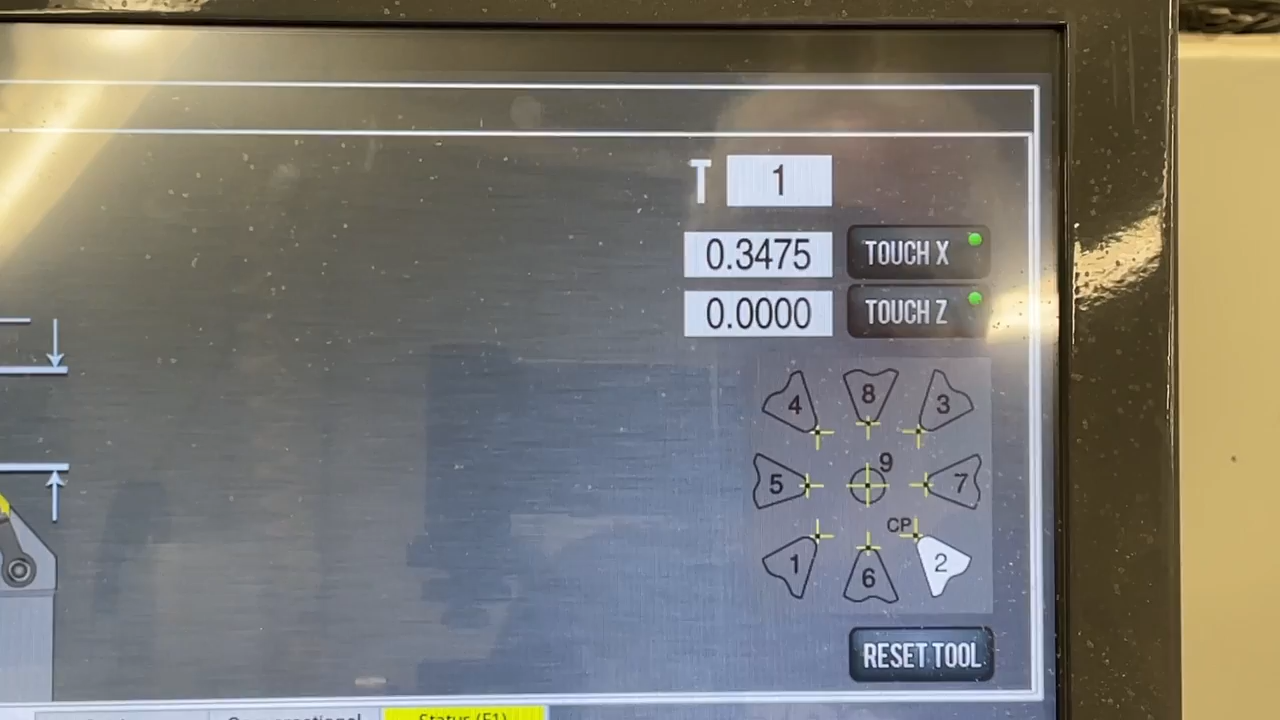 T 1
0.3475 TOUCH X
0.0000 TOUCH Z
4 8 3
9
5 7
CP
1 6 2
RESET TOOL
Status (F1)